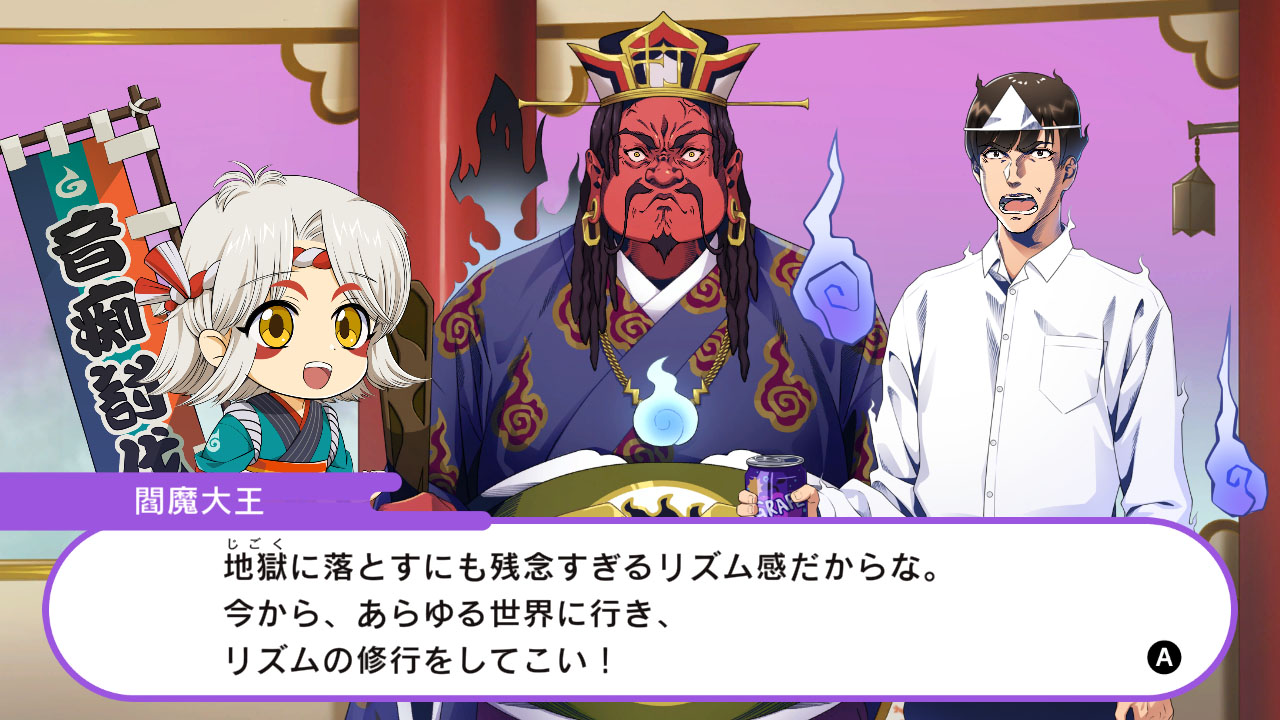 音痴討伐
閻魔大王
じごく
地獄に落とすにも残念すぎるリズム感だからな。
今から、あらゆる世界に行き、
リズムの修行をしてこい！
A